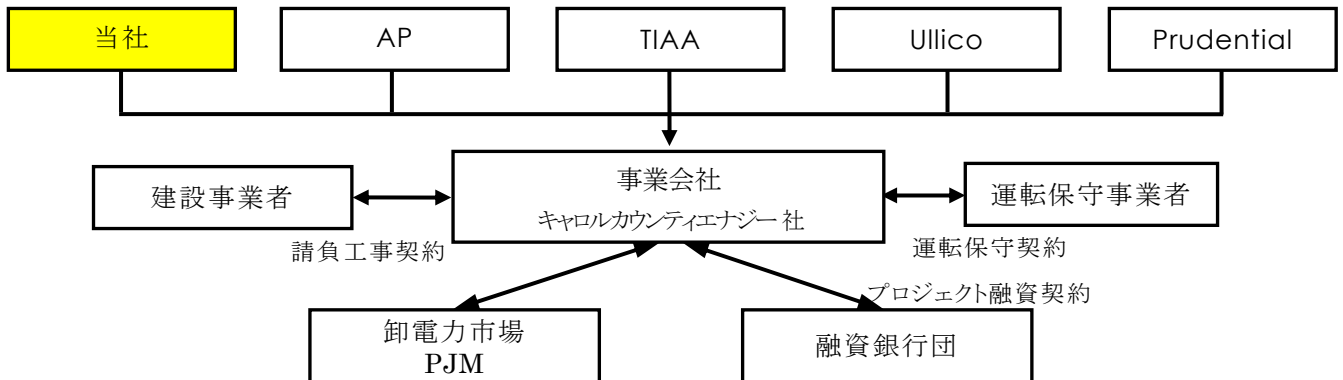 当社
AP
TIAA
Ullico
Prudential
建設事業者
事業会社
キャロルカウンティエナジー社
運転保守事業者
請負工事契約
運転保守契約
プロジェクト融資契約
卸電力市場
PJM
融資銀行団